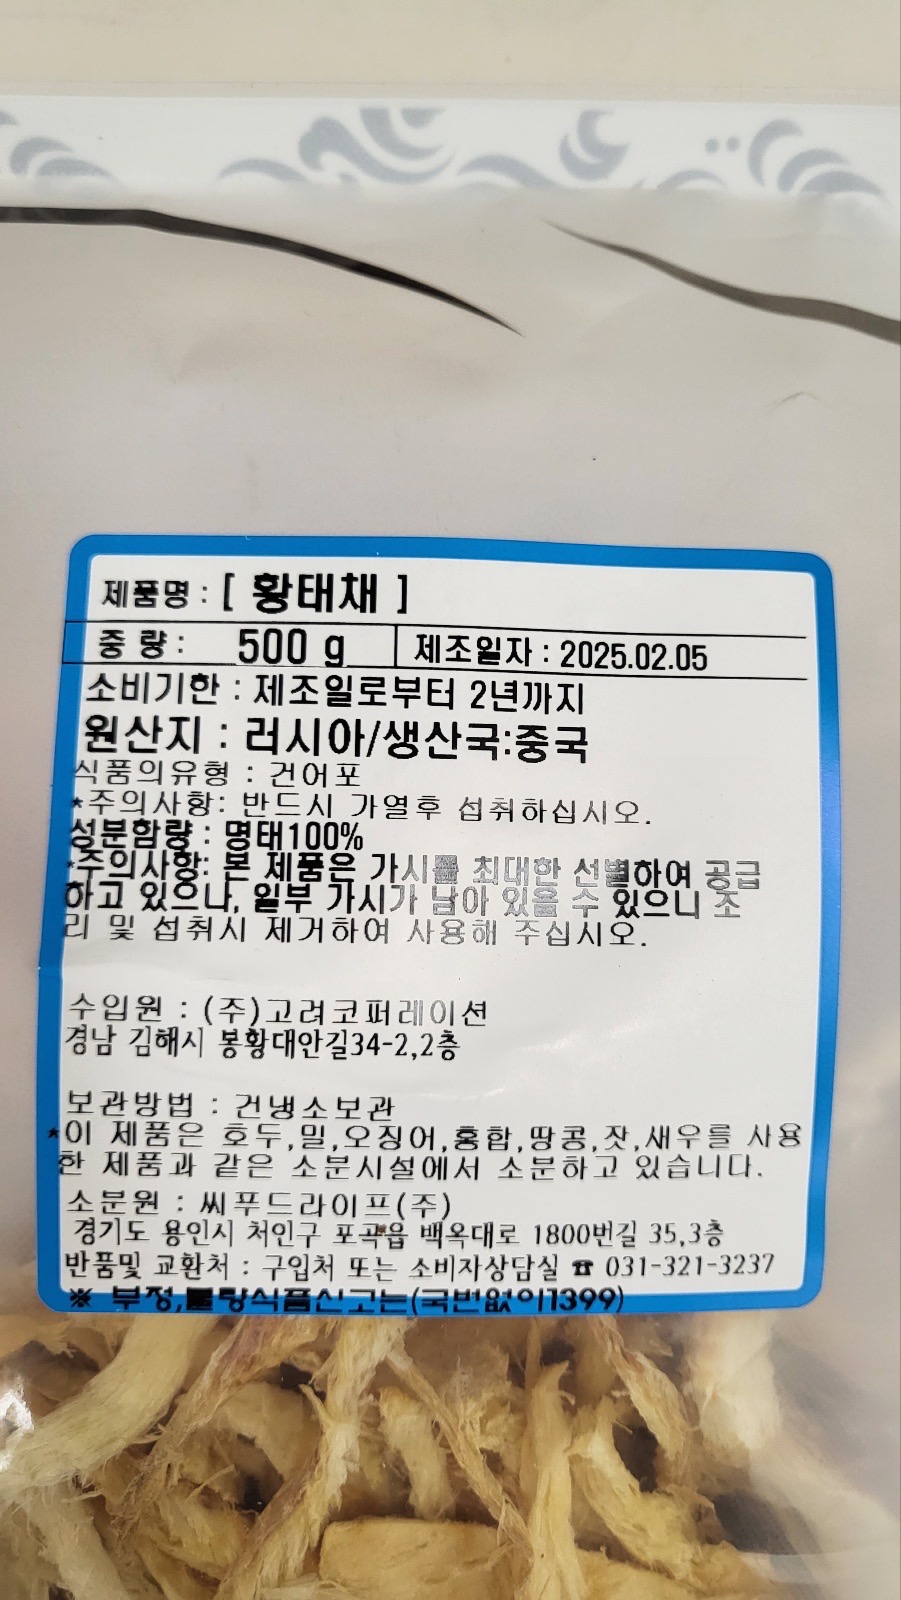 제품명 : [ 황태채 ]
중 량 : 500 g 제조일자 : 2025.02.05
소비기한 : 제조일로부터 2년까지
원산지 : 러시아/생산국:중국
식품의유형 : 건어포
*주의사항: 반드시 가열후 섭취하십시오.
성분함량 : 명태100%
*주의사항: 본 제품은 가시를 최대한 선별하여 공급
하고 있으나, 일부 가시가 남아 있을 수 있으니 조
리 및 섭취시 제거하여 사용해 주십시오.
수입원 : (주)고려코퍼레이션
경남 김해시 봉황대안길34-2,2층
보관방법 : 건냉소보관
*이 제품은 호두,밀,오징어,홍합,땅콩,잣,새우를 사용
한 제품과 같은 소분시설에서 소분하고 있습니다.
소분원 : 씨푸드라이프(주)
경기도 용인시 처인구 포곡읍 백옥대로 1800번길 35,3층
반품및 교환처 : 구입처 또는 소비자상담실 ☎ 031-321-3237
※ 부정,불량식품신고는(국번없이1399)